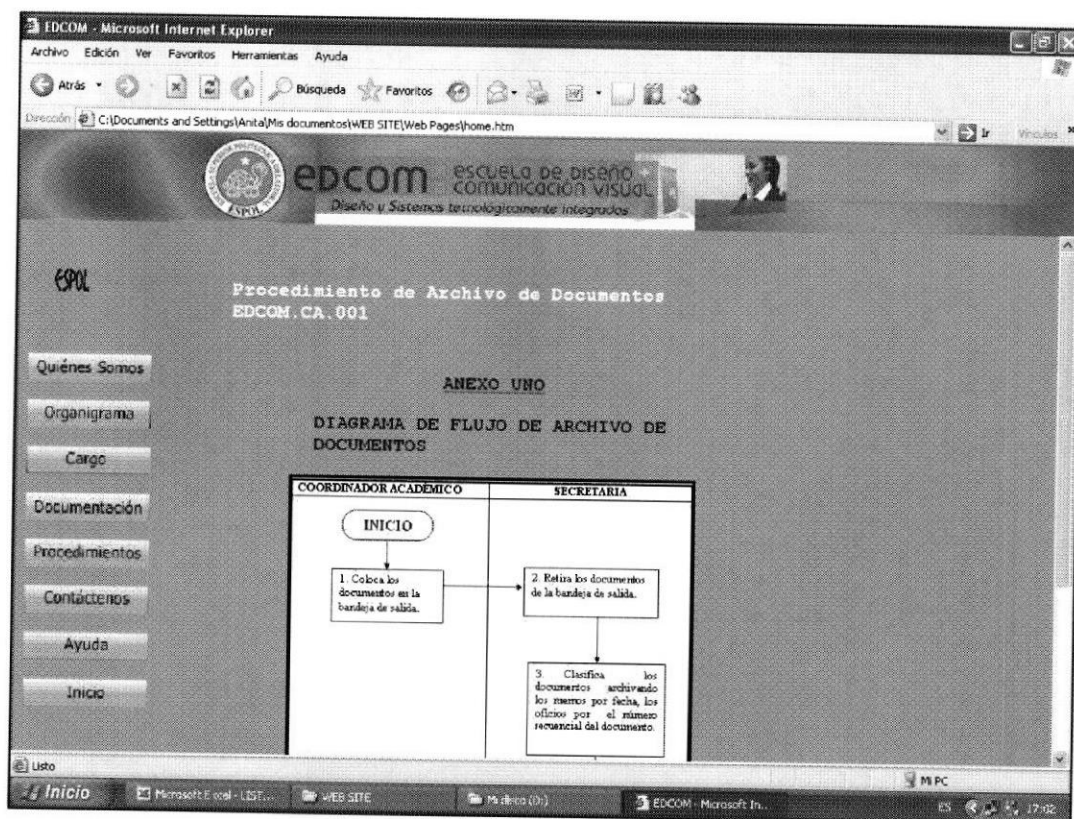 EDCOM - Microsoft Internet Explorer
Archivo Edición Ver Favoritos Herramientas Ayuda
Atrás Búsqueda Favoritos
Dirección C:\Documents and Settings\Anita\Mis documentos\WEB SITE\Web Pages\home.htm Ir Vínculos
ESPOL
edcom
escuela de diseño
comunicación visual
Diseño y Sistemas tecnológicamente integrados
ESPOL
Procedimiento de Archivo de Documentos
EDCOM.CA.001
Quiénes Somos
Organigrama
Cargo
Documentación
Procedimientos
Contáctenos
Ayuda
Inicio
ANEXO UNO
DIAGRAMA DE FLUJO DE ARCHIVO DE
DOCUMENTOS
COORDINADOR ACADÉMICO SECRETARIA
INICIO
1. Coloca los
documentos en la
bandeja de salida.
2. Retira los documentos
de la bandeja de salida.
3. Clasifica los
documentos archivando
los memos por fecha, los
oficios por el número
secuencial del documento.
Listo Mi PC
Inicio Microsoft Excel - LIST... WEB SITE (D:) EDCOM - Microsoft In... ES 17:02